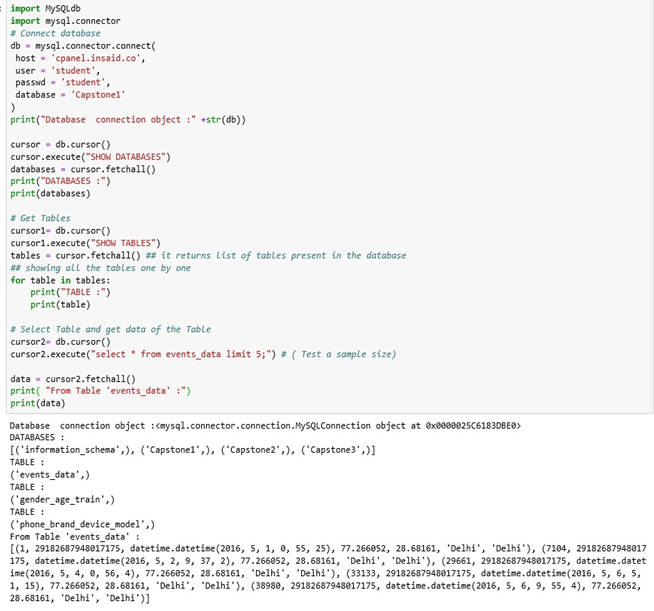 import MySQLdb
import mysql.connector
# Connect database
db = mysql.connector.connect(
host = 'cpanel.insaid.co',
user = 'student',
passwd = 'student',
database = 'Capstone1'
)
print("Database  connection object :" +str(db))
cursor = db.cursor()
cursor.execute("SHOW DATABASES")
databases = cursor.fetchall()
print("DATABASES :")
print(databases)
# Get Tables
cursor1= db.cursor()
cursor1.execute("SHOW TABLES")
tables = cursor.fetchall() ## it returns list of tables present in the database
## showing all the tables one by one
for table in tables:
    print("TABLE :")
    print(table)
# Select Table and get data of the Table
cursor2= db.cursor()
cursor2.execute("select * from events_data limit 5;") # ( Test a sample size)
data = cursor2.fetchall()
print( "From Table 'events_data' :")
print(data)
Database  connection object :<mysql.connector.connection.MySQLConnection object at 0x0000025C6183DBE0>
DATABASES :
[('information_schema',), ('Capstone1',), ('Capstone2',), ('Capstone3',)]
TABLE :
('events_data',)
TABLE :
('gender_age_train',)
TABLE :
('phone_brand_device_model',)
From Table 'events_data' :
[(1, 29182687948017175, datetime.datetime(2016, 5, 1, 0, 55, 25), 77.266052, 28.68161, 'Delhi', 'Delhi'), (7104, 29182687948017
175, datetime.datetime(2016, 5, 2, 9, 37, 2), 77.266052, 28.68161, 'Delhi', 'Delhi'), (29661, 29182687948017175, datetime.datet
ime(2016, 5, 4, 0, 56, 4), 77.266052, 28.68161, 'Delhi', 'Delhi'), (33133, 29182687948017175, datetime.datetime(2016, 5, 6, 5,
1, 15), 77.266052, 28.68161, 'Delhi', 'Delhi'), (38980, 29182687948017175, datetime.datetime(2016, 5, 6, 9, 55, 4), 77.266052,
28.68161, 'Delhi', 'Delhi')]